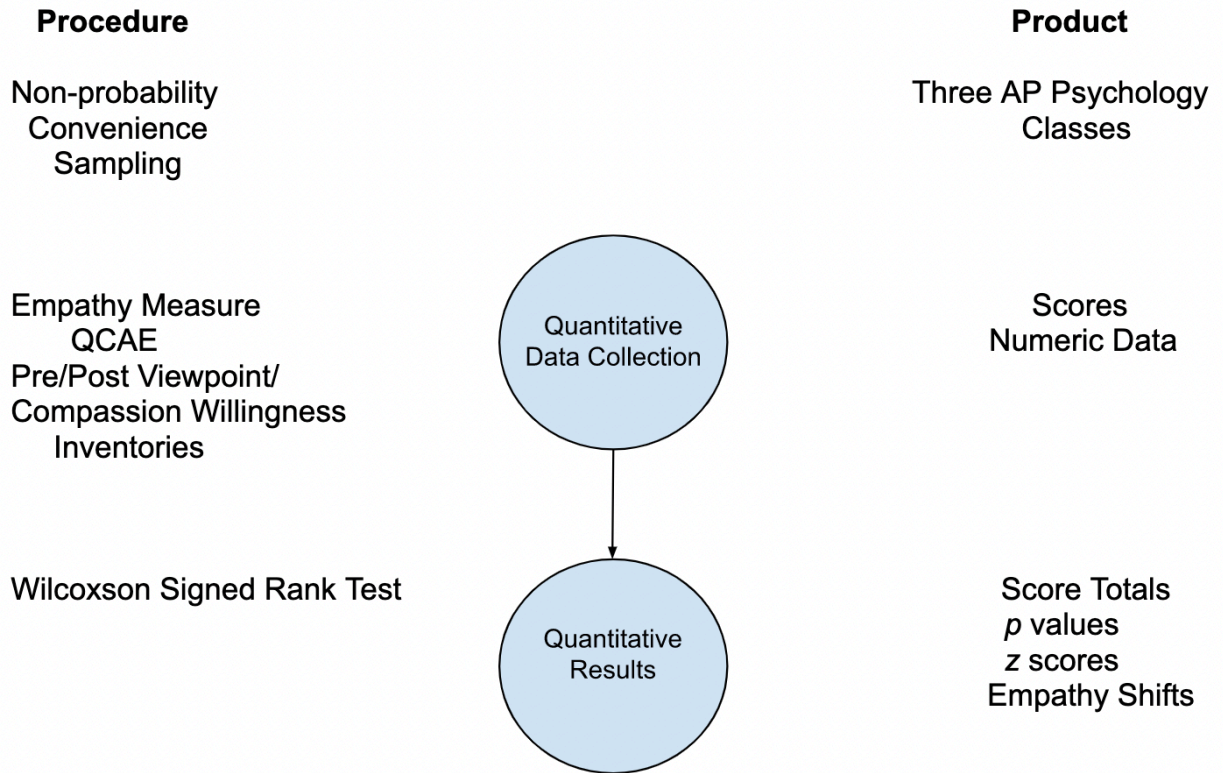 Procedure
Product
Non-probability
Convenience
Sampling
Three AP Psychology
Classes
Empathy Measure
QCAE
Pre/Post Viewpoint/
Compassion Willingness
Inventories
Quantitative
Data Collection
Scores
Numeric Data
Wilcoxson Signed Rank Test
Quantitative
Results
Score Totals
p values
z scores
Empathy Shifts